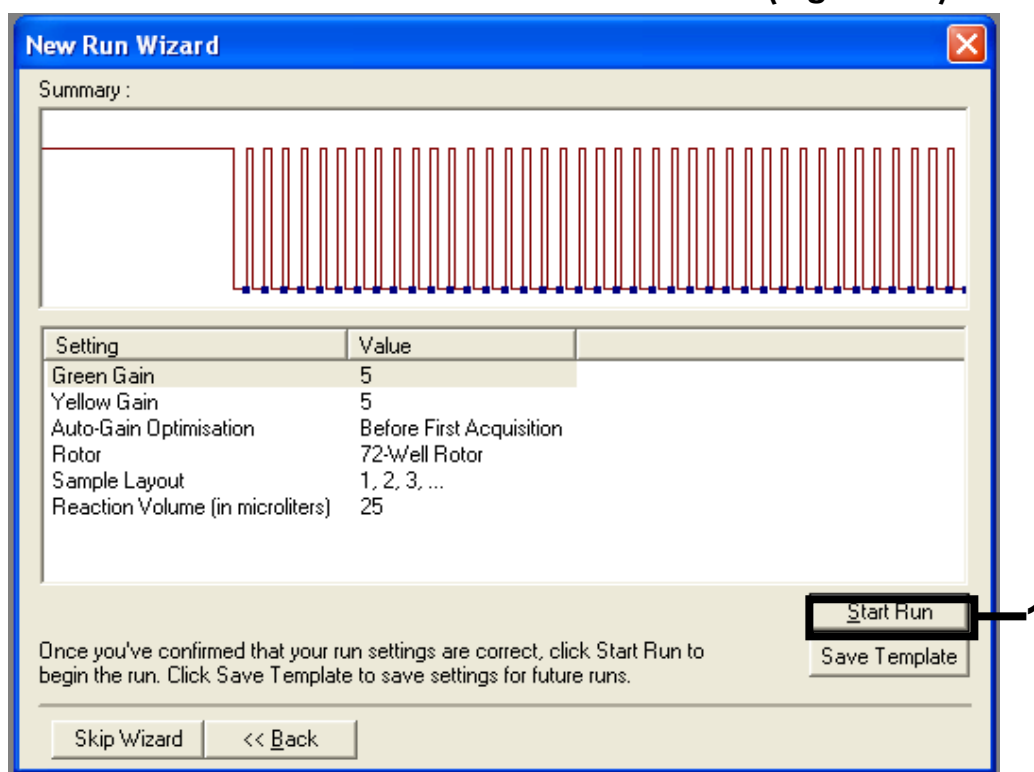 New Run Wizard
Summary :
Setting Value
Green Gain 5
Yellow Gain 5
Auto-Gain Optimisation Before First Acquisition
Rotor 72-Well Rotor
Sample Layout 1, 2, 3, ...
Reaction Volume (in microliters) 25
Start Run
1
Once you've confirmed that your run settings are correct, click Start Run to
begin the run. Click Save Template to save settings for future runs.
Save Template
Skip Wizard << Back